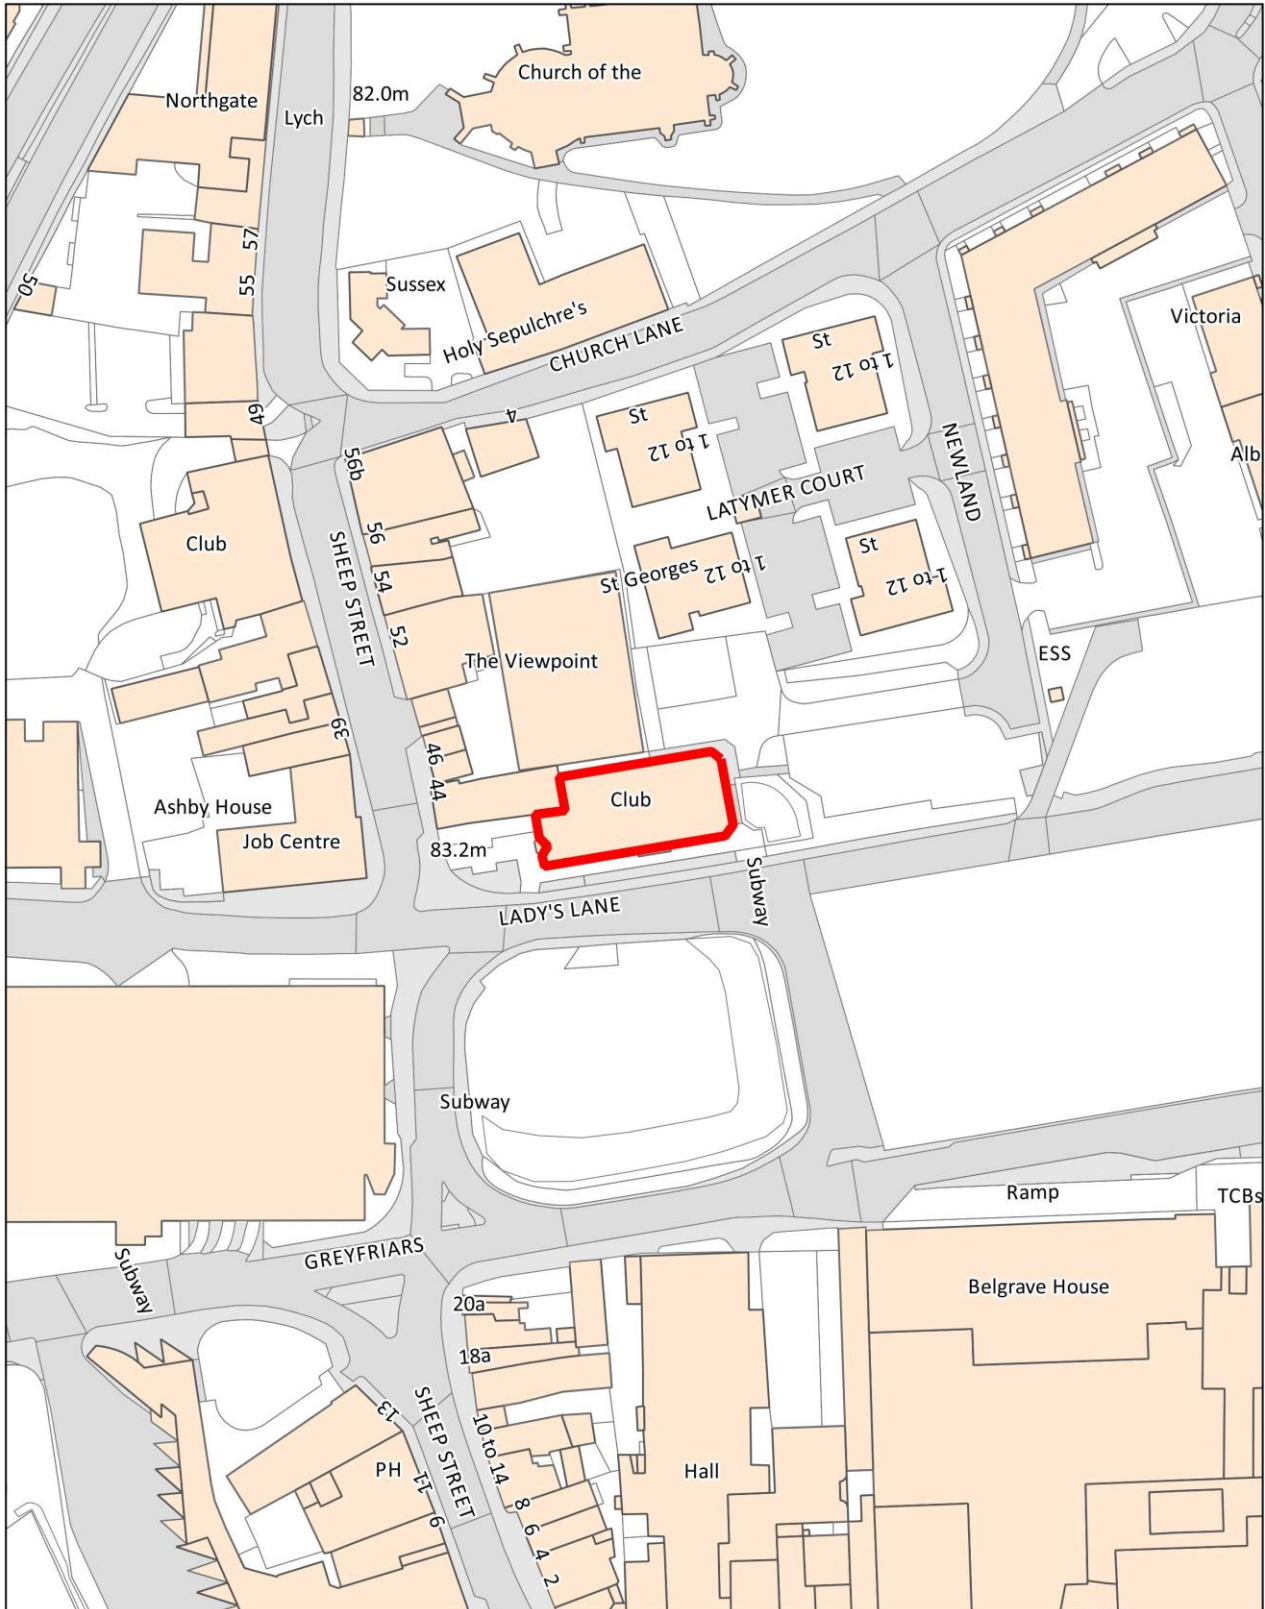 Church of the
82.0m
Northgate
Lych
57
55
50
Sussex
Holy Sepulchre's
CHURCH LANE
Victoria
St
1 to 12
49
4
St
1 to 12
NEWLAND
Alb
56b
LATYMER COURT
56
Club
SHEEP STREET
54
St Georges
1 to 12
St
1 to 12
52
The Viewpoint
ESS
39
46
44
Ashby House
Club
Job Centre
83.2m
Subway
LADY'S LANE
Subway
Ramp
TCBs
GREYFRIARS
Subway
Belgrave House
20a
18a
13
SHEEP STREET
10 to 14
PH
11
Hall
8
9
6
4
2